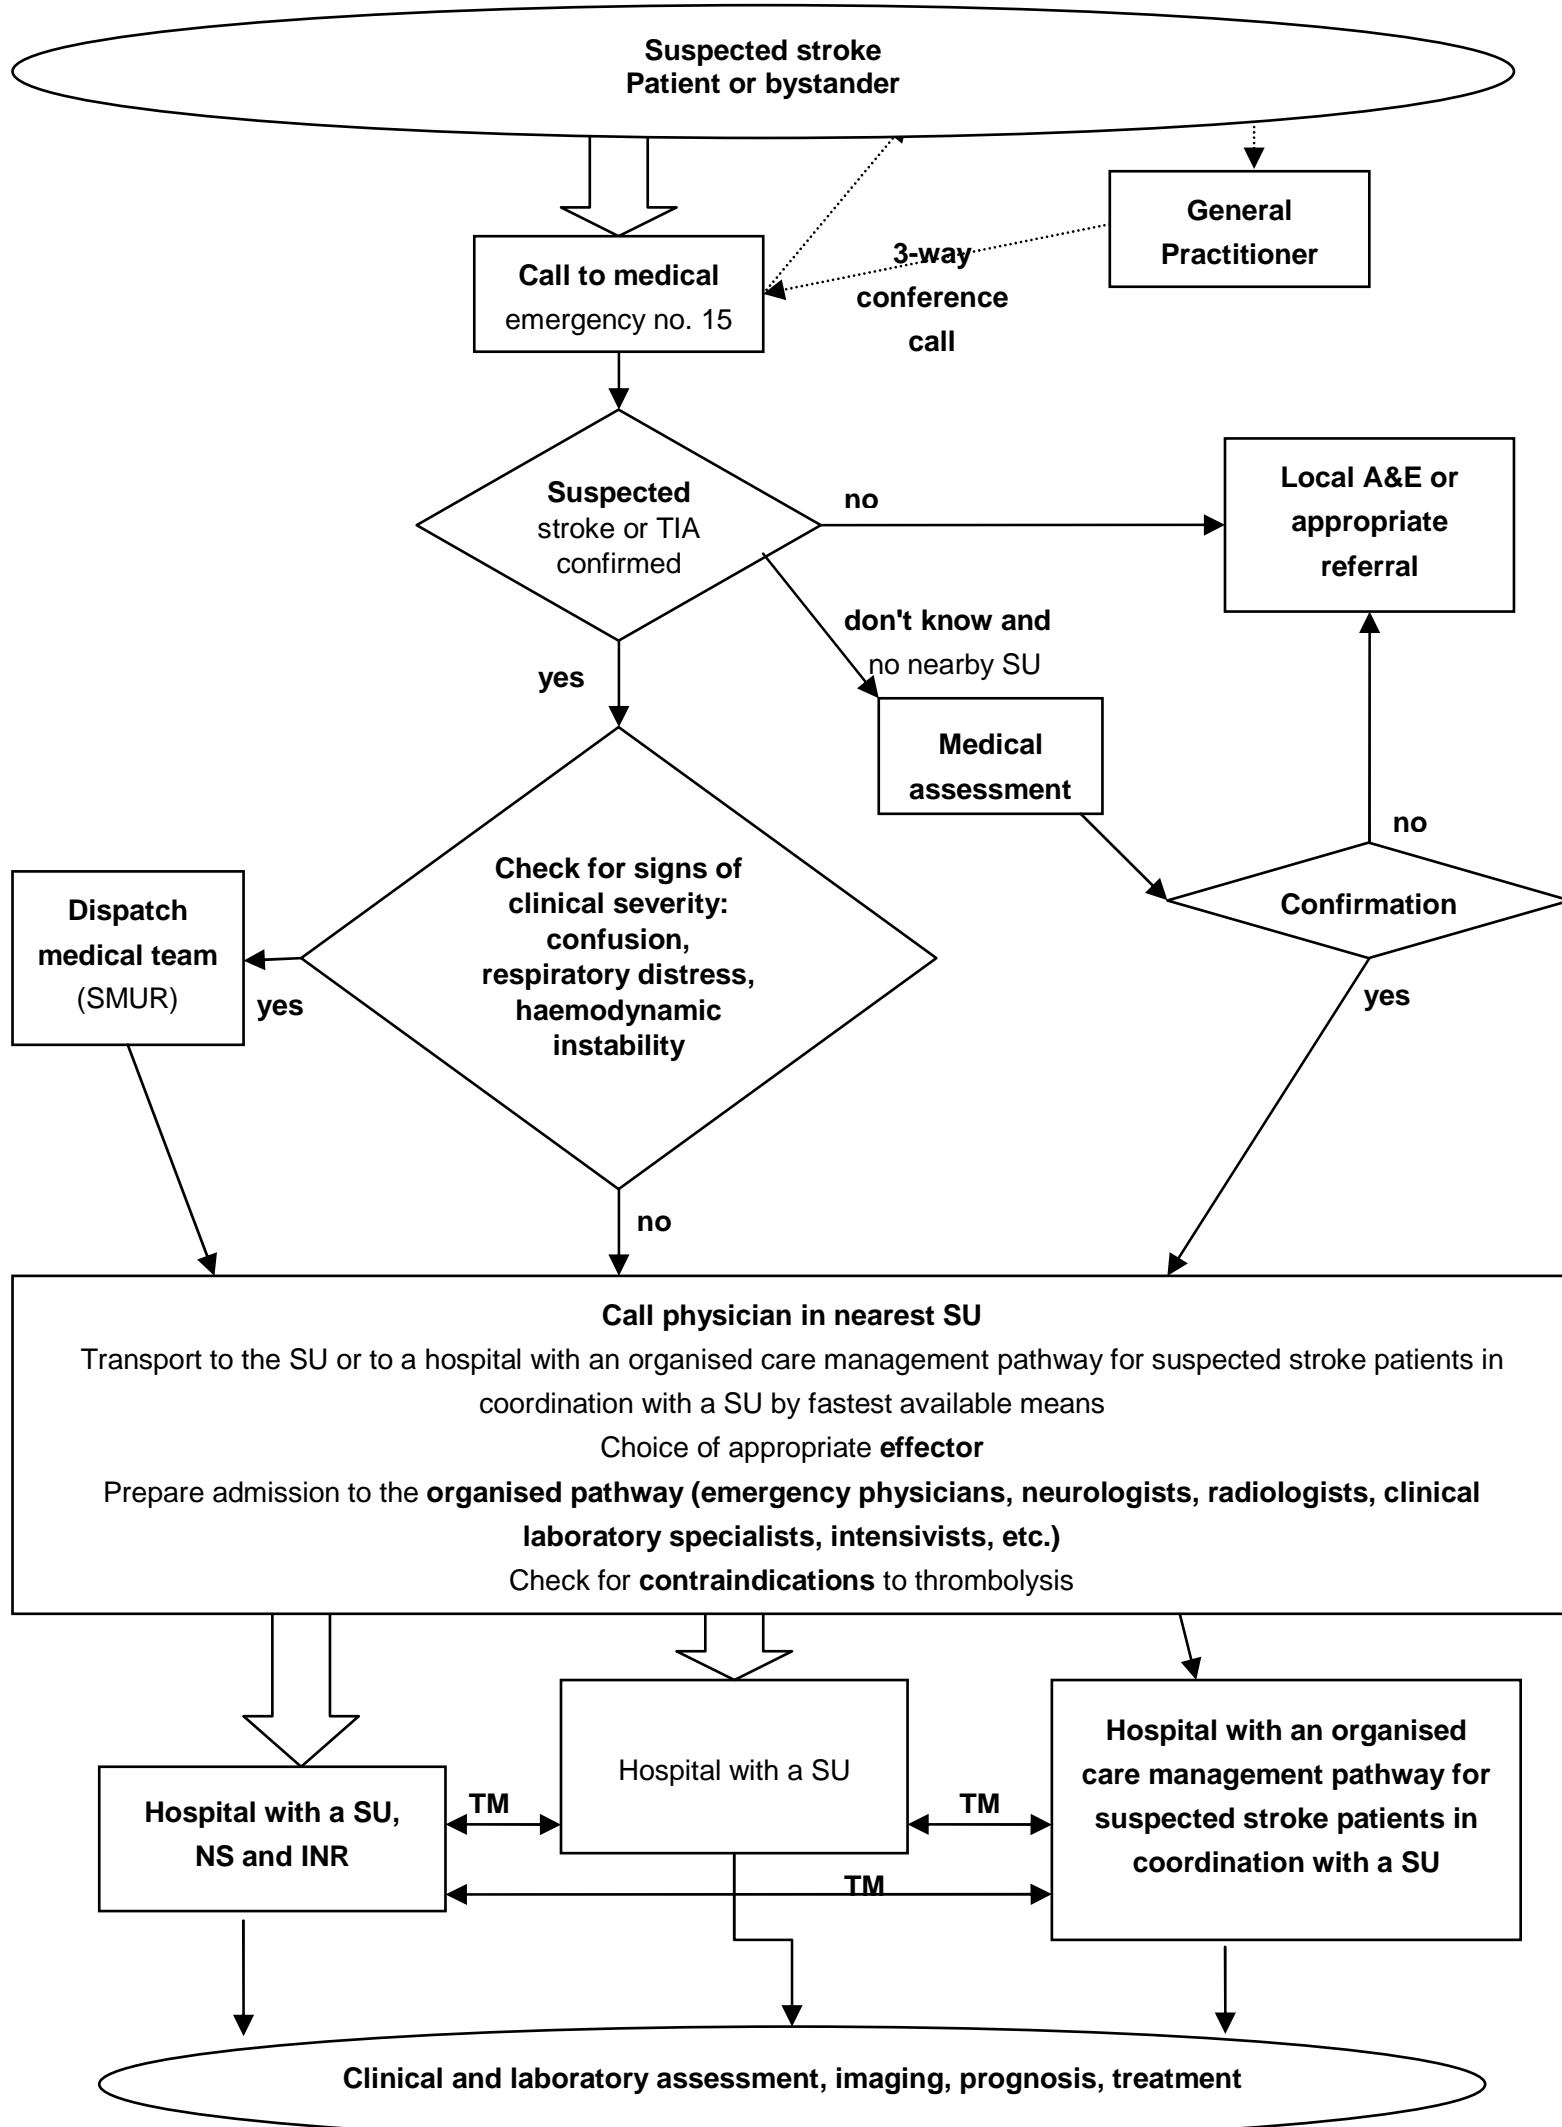 Suspected stroke
Patient or bystander
General
Practitioner
Call to medical
emergency no. 15
3-way
conference
call
Suspected
stroke or TIA
confirmed
no
Local A&E or
appropriate
referral
don't know and
no nearby SU
yes
Medical
assessment
no
Confirmation
yes
Check for signs of
clinical severity:
confusion,
respiratory distress,
haemodynamic
instability
Dispatch
medical team
(SMUR)
yes
no
Call physician in nearest SU
Transport to the SU or to a hospital with an organised care management pathway for suspected stroke patients in
coordination with a SU by fastest available means
Choice of appropriate effector
Prepare admission to the organised pathway (emergency physicians, neurologists, radiologists, clinical
laboratory specialists, intensivists, etc.)
Check for contraindications to thrombolysis
Hospital with a SU,
NS and INR
TM
Hospital with a SU
TM
TM
Hospital with an organised
care management pathway for
suspected stroke patients in
coordination with a SU
Clinical and laboratory assessment, imaging, prognosis, treatment